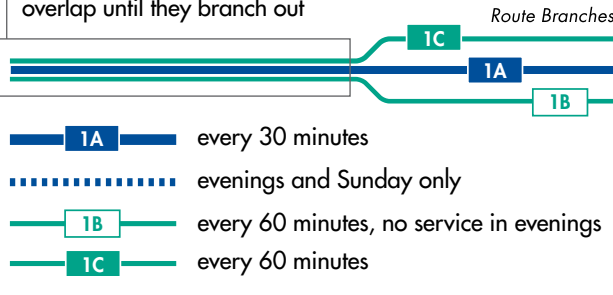 overlap until they branch out
Route Branches
1C
1A
1B
1A every 30 minutes
evenings and Sunday only
1B every 60 minutes, no service in evenings
1C every 60 minutes